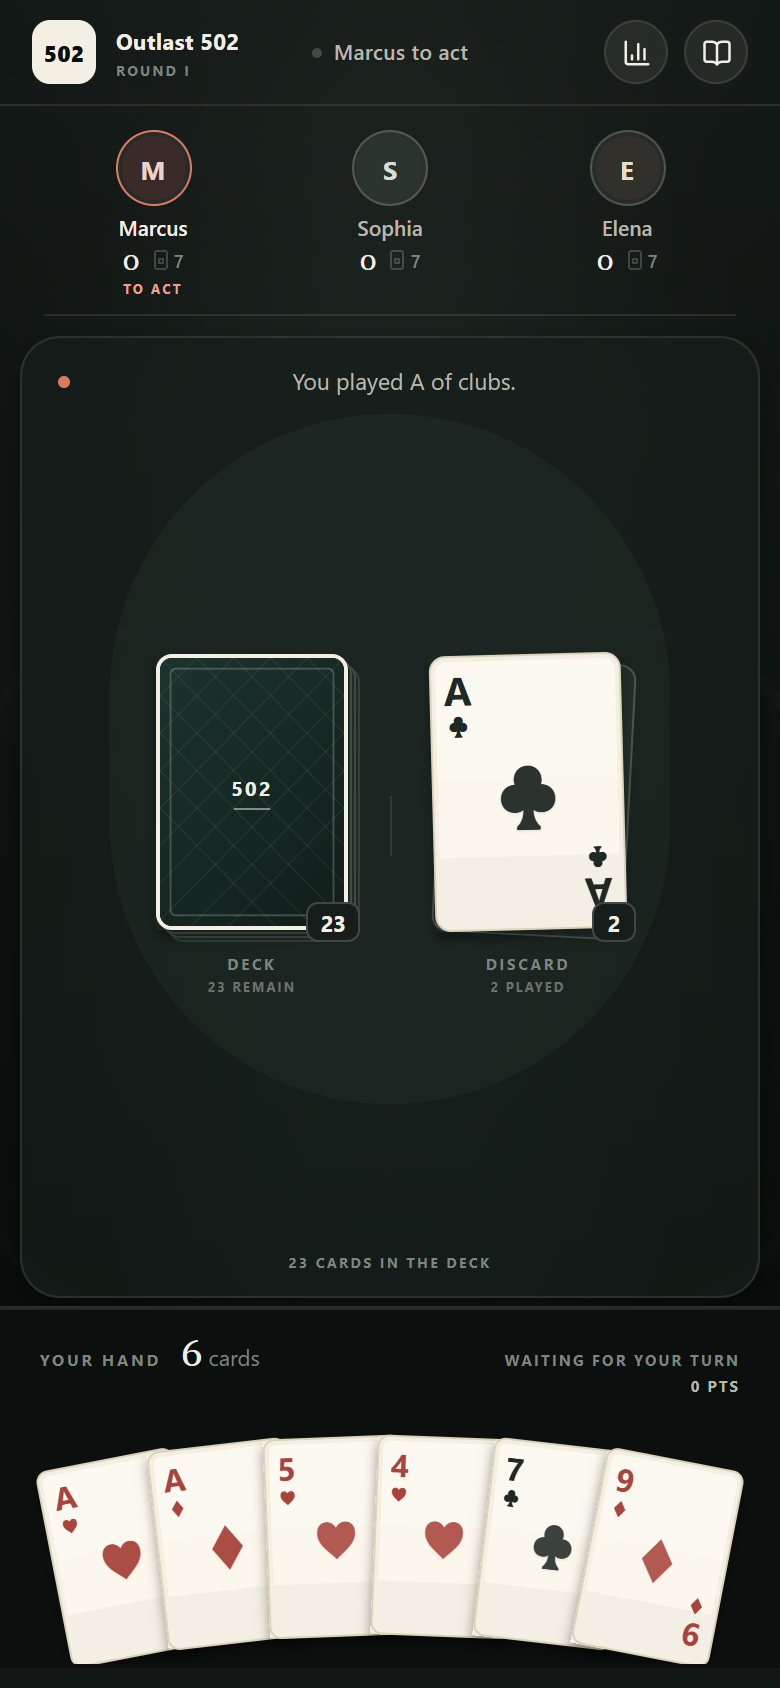 502
Outlast 502
ROUND 1
Marcus to act
M
S
E
Marcus
Sophia
Elena
0 7
0 7
0 7
TO ACT
You played A of clubs.
502
23
A
A
2
DECK
23 REMAIN
DISCARD
2 PLAYED
23 CARDS IN THE DECK
YOUR HAND 6 cards
WAITING FOR YOUR TURN
0 PTS
A
A
5
4
7
9
9